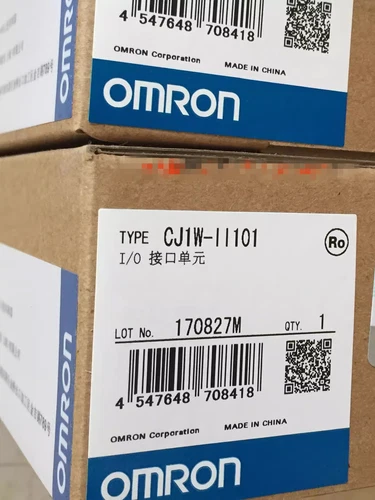 4 547648 708418
OMRON Corporation MADE IN CHINA
OMRON
TYPE CJ1W-II101
Ro
I/O 接口单元
LOT No. 170827M QTY. 1
4 547648 708418
OMRON Corporation MADE IN CHINA
OMRON
OMRON